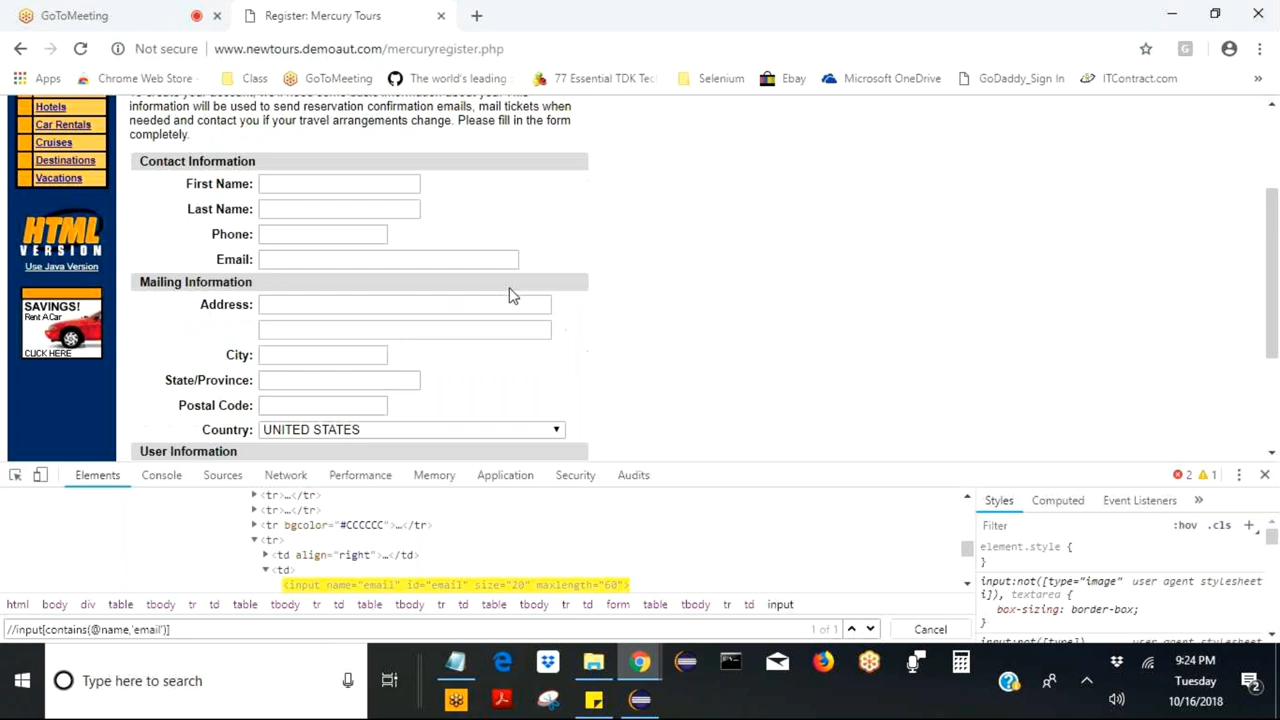 GoToMeeting
Register: Mercury Tours
Not secure
www.newtours.demoaut.com/mercuryregister.php
Apps
Chrome Web Store
Class
GoToMeeting
The world's leading
77 Essential TDK Te
Selenium
Ebay
Microsoft OneDrive
GoDaddy_Sign In
ITContract.com
»
Hotels
Car Rentals
Cruises
Destinations
Vacations
HTML
VERSION
Use Java Version
SAVINGS!
Rent A Car
CLICK HERE
information will be used to send reservation confirmation emails, mail tickets when
needed and contact you if your travel arrangements change. Please fill in the form
completely.
Contact Information
First Name:
Last Name:
Phone:
Email:
Mailing Information
Address:
City:
State/Province:
Postal Code:
Country:
UNITED STATES
User Information
Elements
Console
Sources
Network
Performance
Memory
Application
Security
Audits
2
1
<tr>…</tr>
<tr>…</tr>
<tr bgcolor="#CCCCCC">…</tr>
<tr>
<td align="right">…</td>
<td>
<input name="email" id="email" size="20" maxlength="60">
html body div table tbody tr td table tbody tr td table tbody tr td table tbody tr td form table tbody tr td input
//input[contains(@name,'email')]
1 of 1
Cancel
Styles
Computed
Event Listeners
»
Filter
:hov
.cls
+
element.style {
}
input:not([type="image" user agent stylesheet
i]), textarea {
box-sizing: border-box;
}
Type here to search
9:24 PM
Tuesday
10/16/2018
2